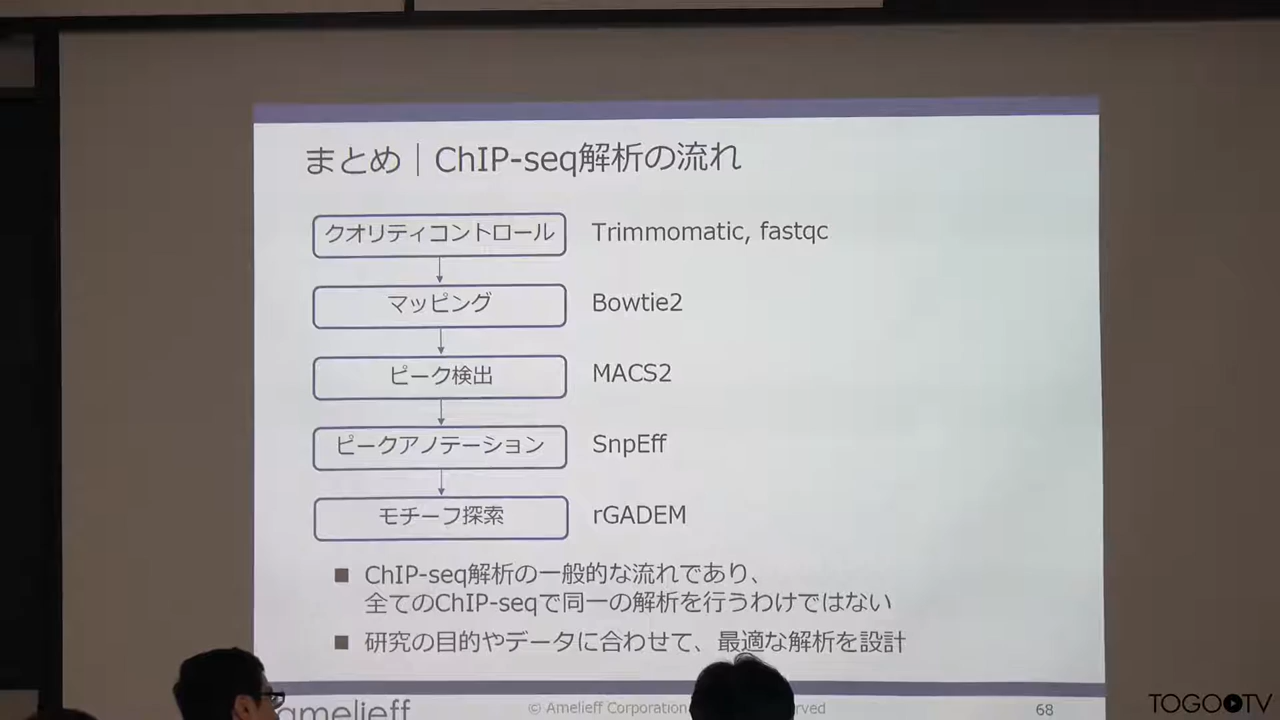 まとめ｜ChIP-seq解析の流れ
クオリティコントロール Trimmomatic, fastqc
マッピング Bowtie2
ピーク検出 MACS2
ピークアノテーション SnpEff
モチーフ探索 rGADEM
■ ChIP-seq解析の一般的な流れであり、
全てのChIP-seqで同一の解析を行うわけではない
■ 研究の目的やデータに合わせて、最適な解析を設計
amelieff © Amelieff Corporation 68
TOGOTV